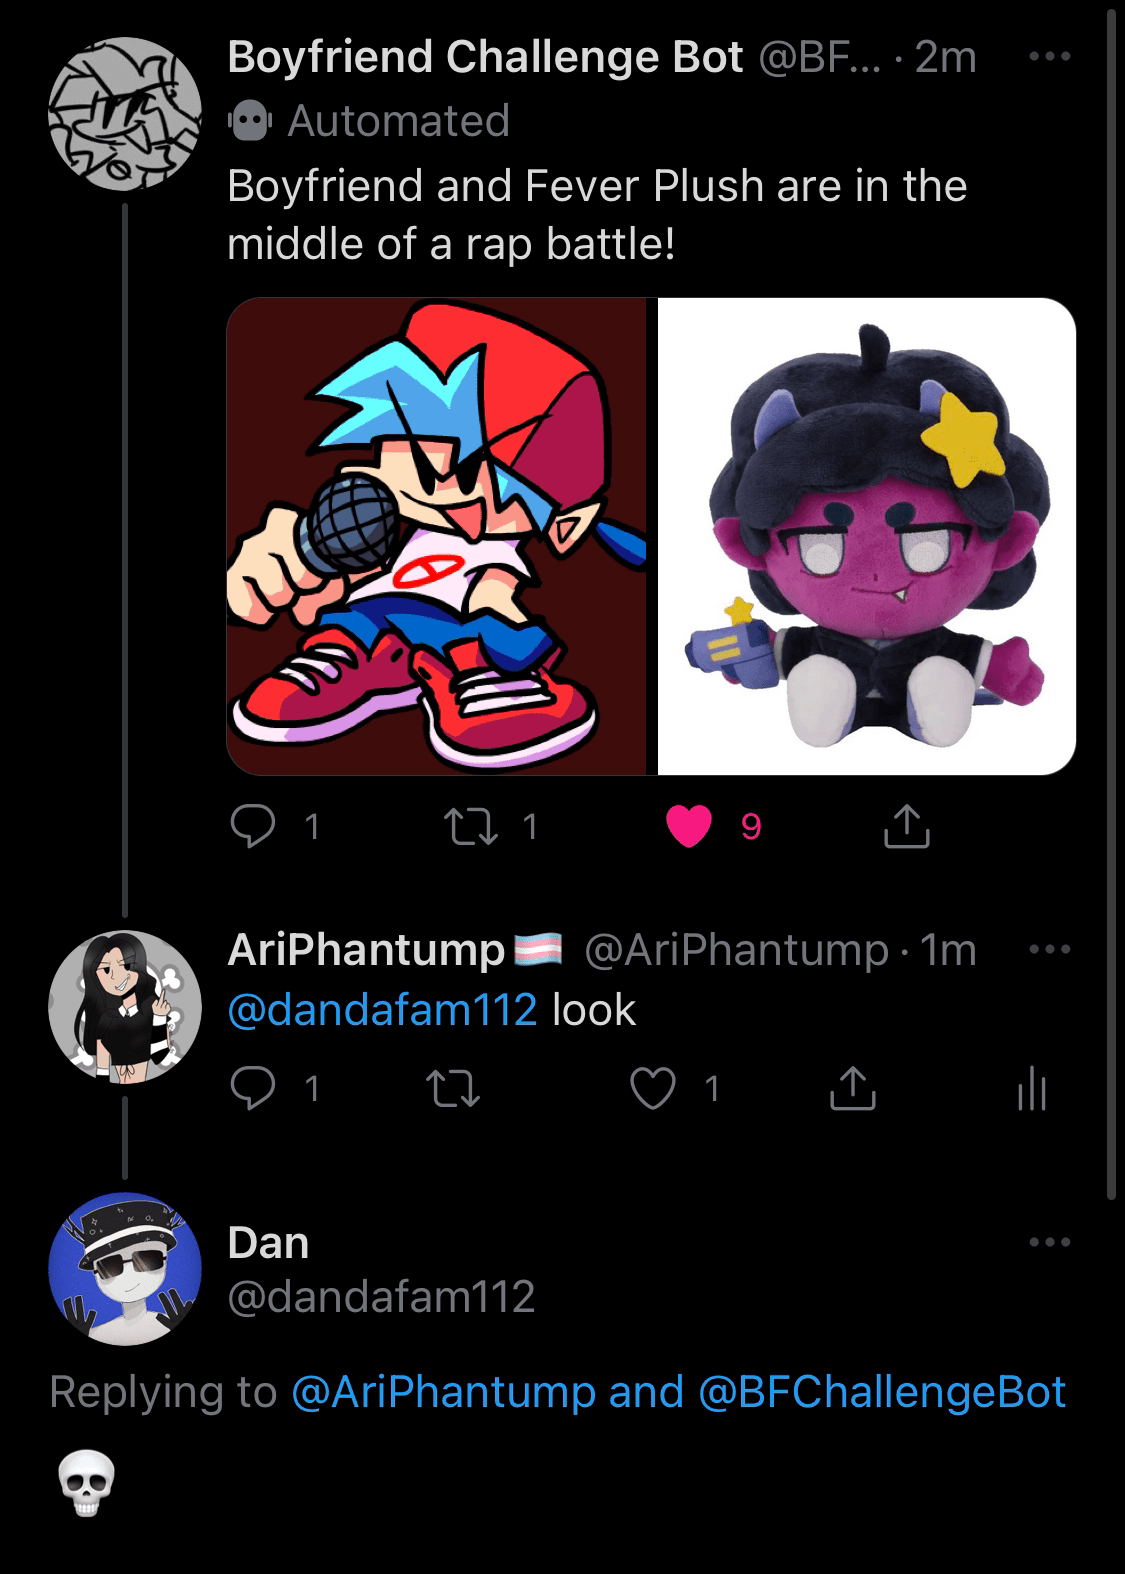 Boyfriend Challenge Bot @BF... · 2m
Automated
Boyfriend and Fever Plush are in the
middle of a rap battle!
1 1 9
AriPhantump🏳️‍⚧️ @AriPhantump · 1m
@dandafam112 look
1 1
Dan
@dandafam112
Replying to @AriPhantump and @BFChallengeBot
💀